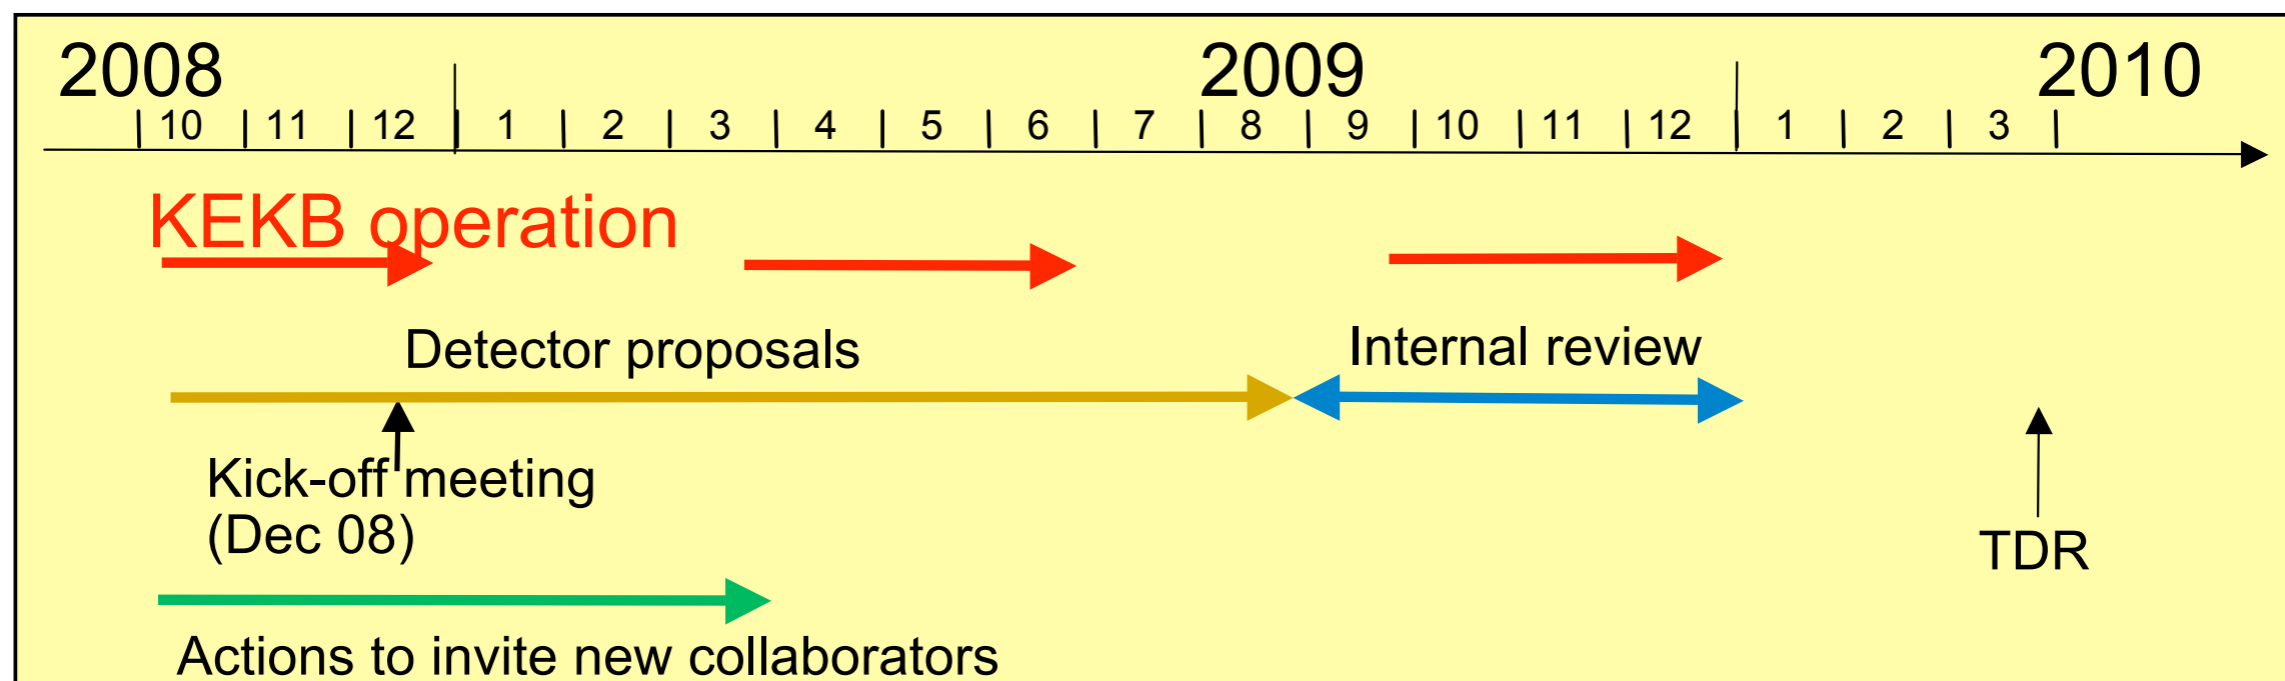 2008 2009 2010
10 11 12 1 2 3 4 5 6 7 8 9 10 11 12 1 2 3
KEKB operation
Detector proposals
Internal review
Kick-off meeting
(Dec 08)
TDR
Actions to invite new collaborators